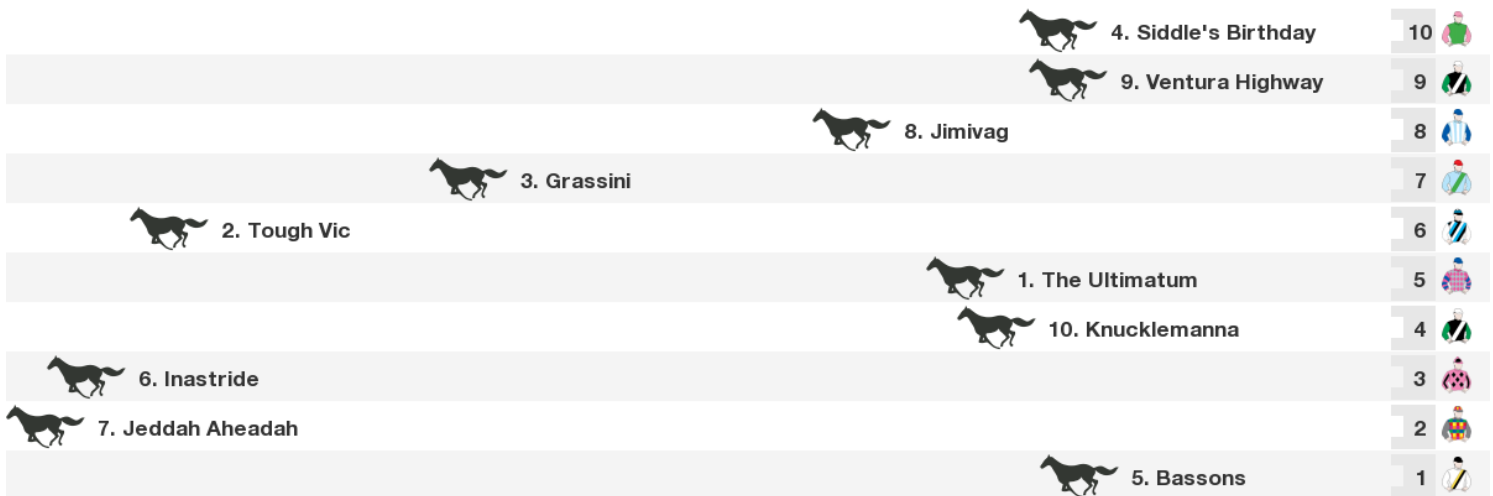 4. Siddle's Birthday 10
9. Ventura Highway 9
8. Jimivag 8
3. Grassini 7
2. Tough Vic 6
1. The Ultimatum 5
10. Knucklemanna 4
6. Inastride 3
7. Jeddah Aheadah 2
5. Bassons 1